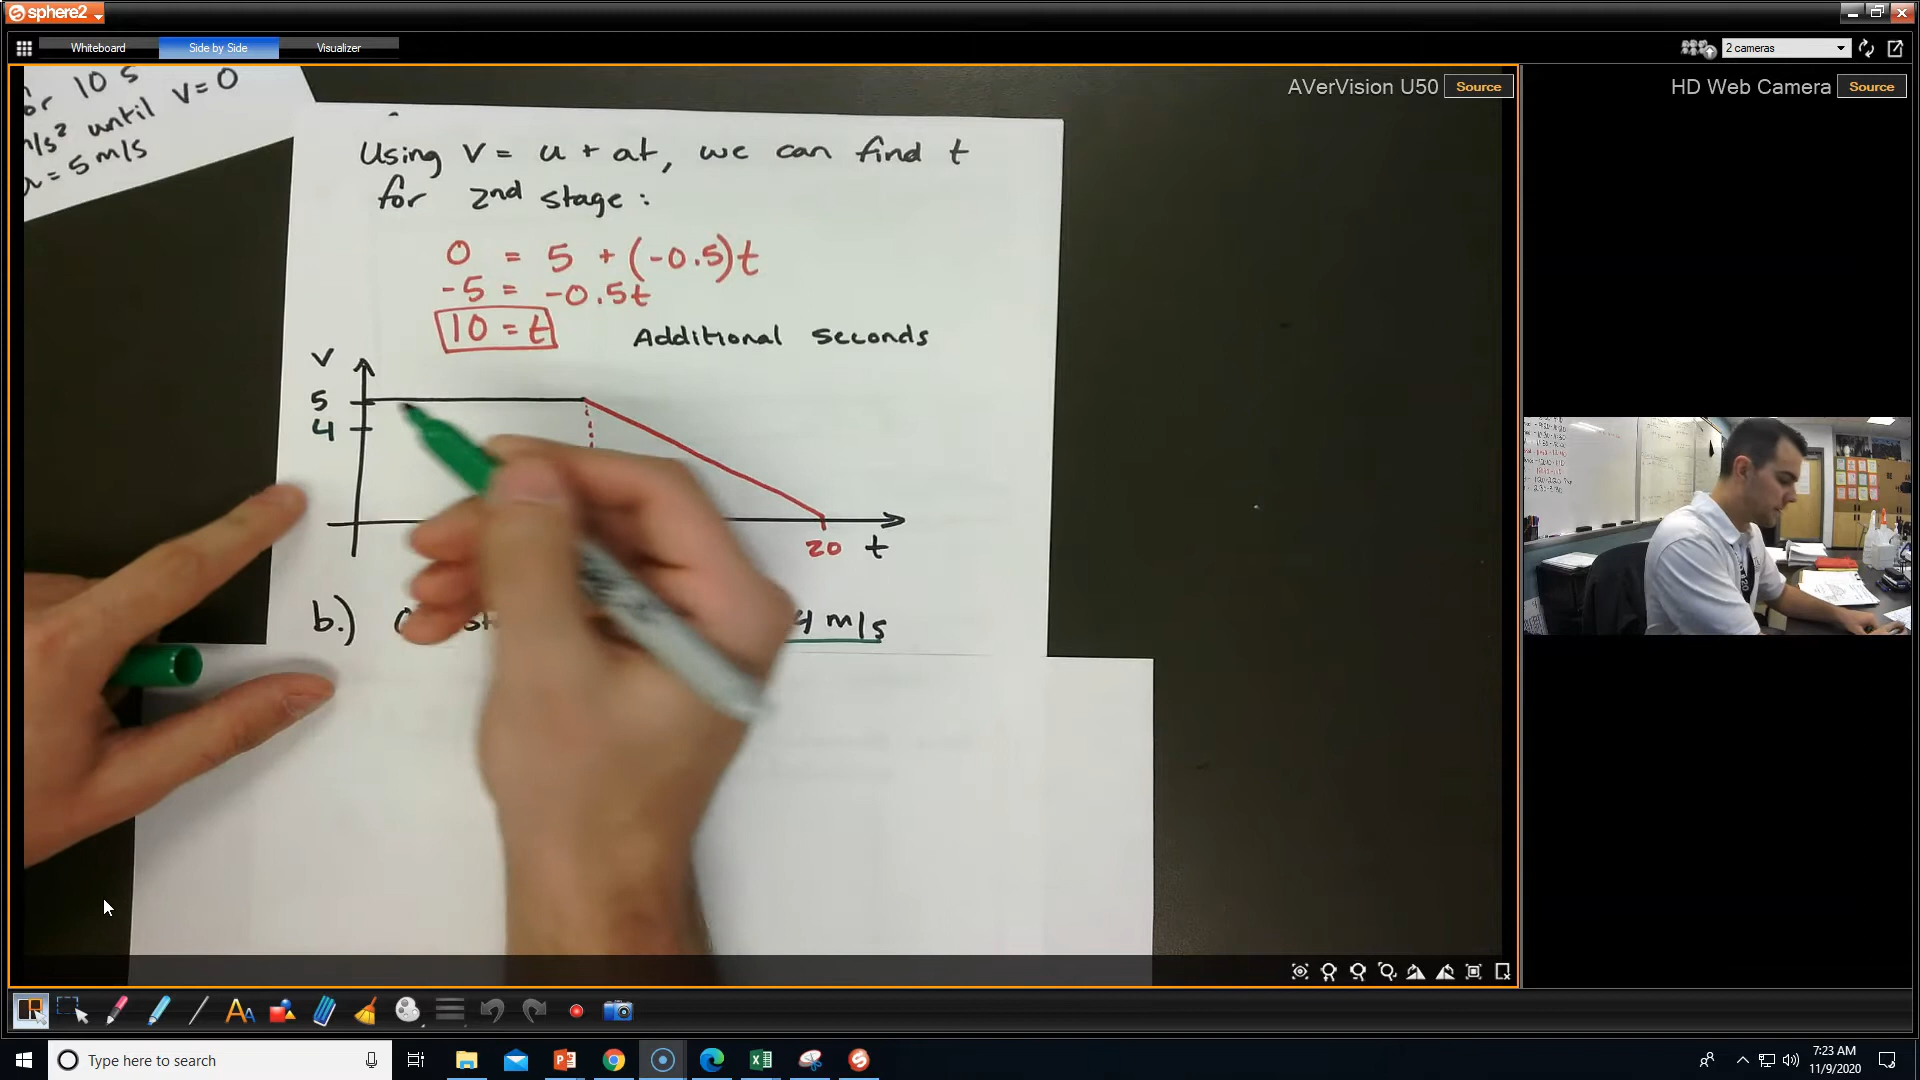 sphere2
Whiteboard
Side by Side
Visualizer
2 cameras
AVerVision U50
Source
HD Web Camera
Source
10 s
until v=0
= 5 m/s
Using v = u + at, we can find t
for 2nd stage:
0 = 5 + (-0.5)t
-5 = -0.5t
10 = t
Additional seconds
v
5
4
20
t
b.)
4 m/s
Type here to search
7:23 AM
11/9/2020